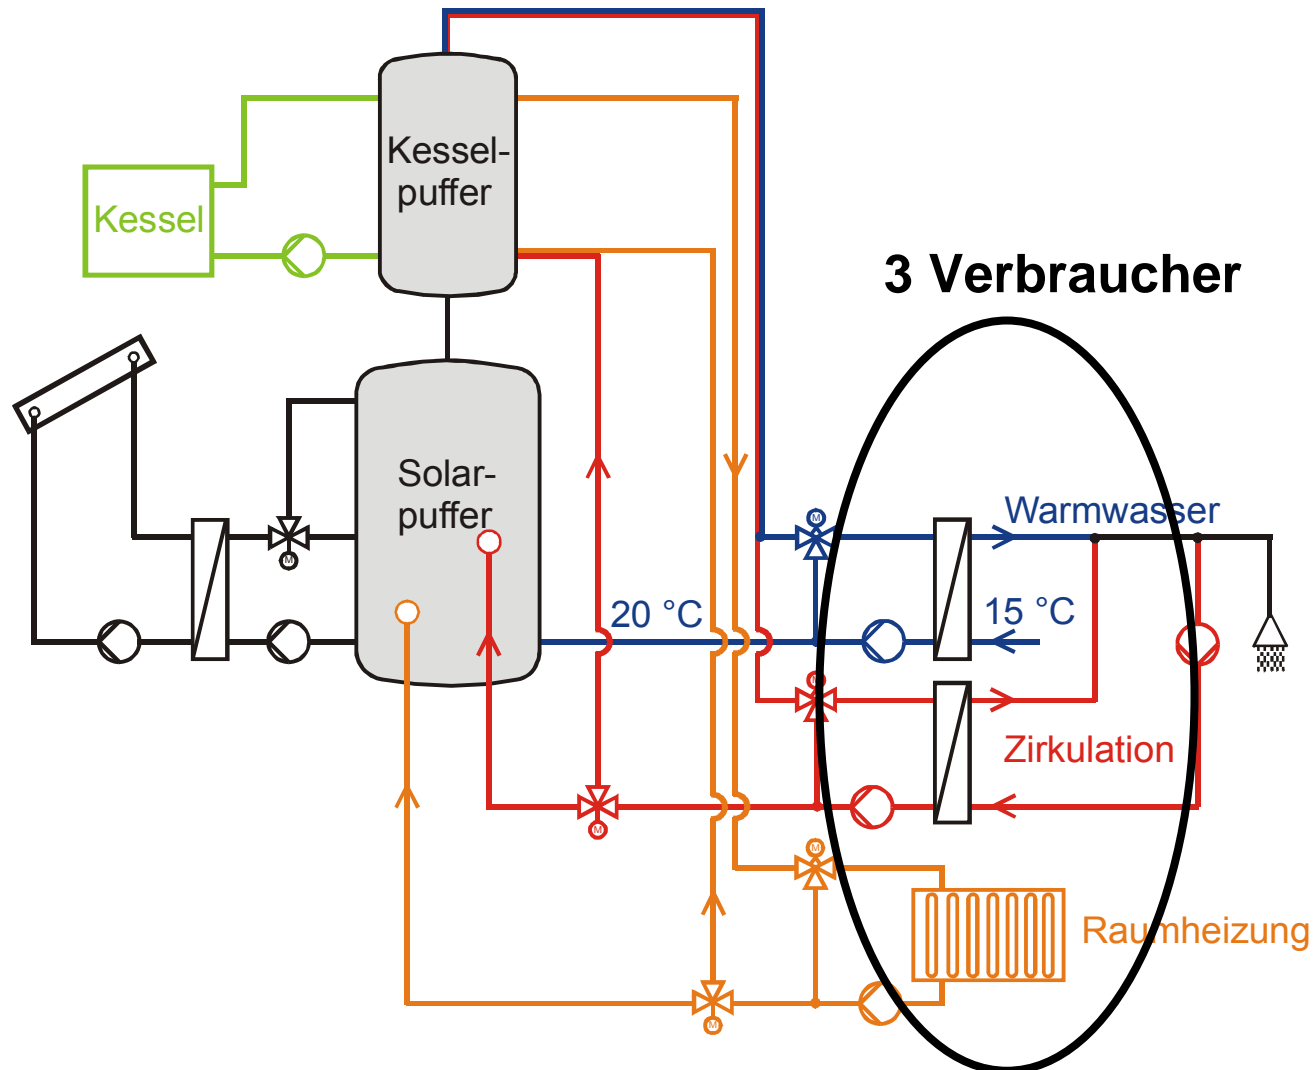 Kessel-
puffer
Kessel
3 Verbraucher
Solar-
puffer
M
Warmwasser
M
20 °C
15 °C
M
Zirkulation
M
M
Raumheizung
M